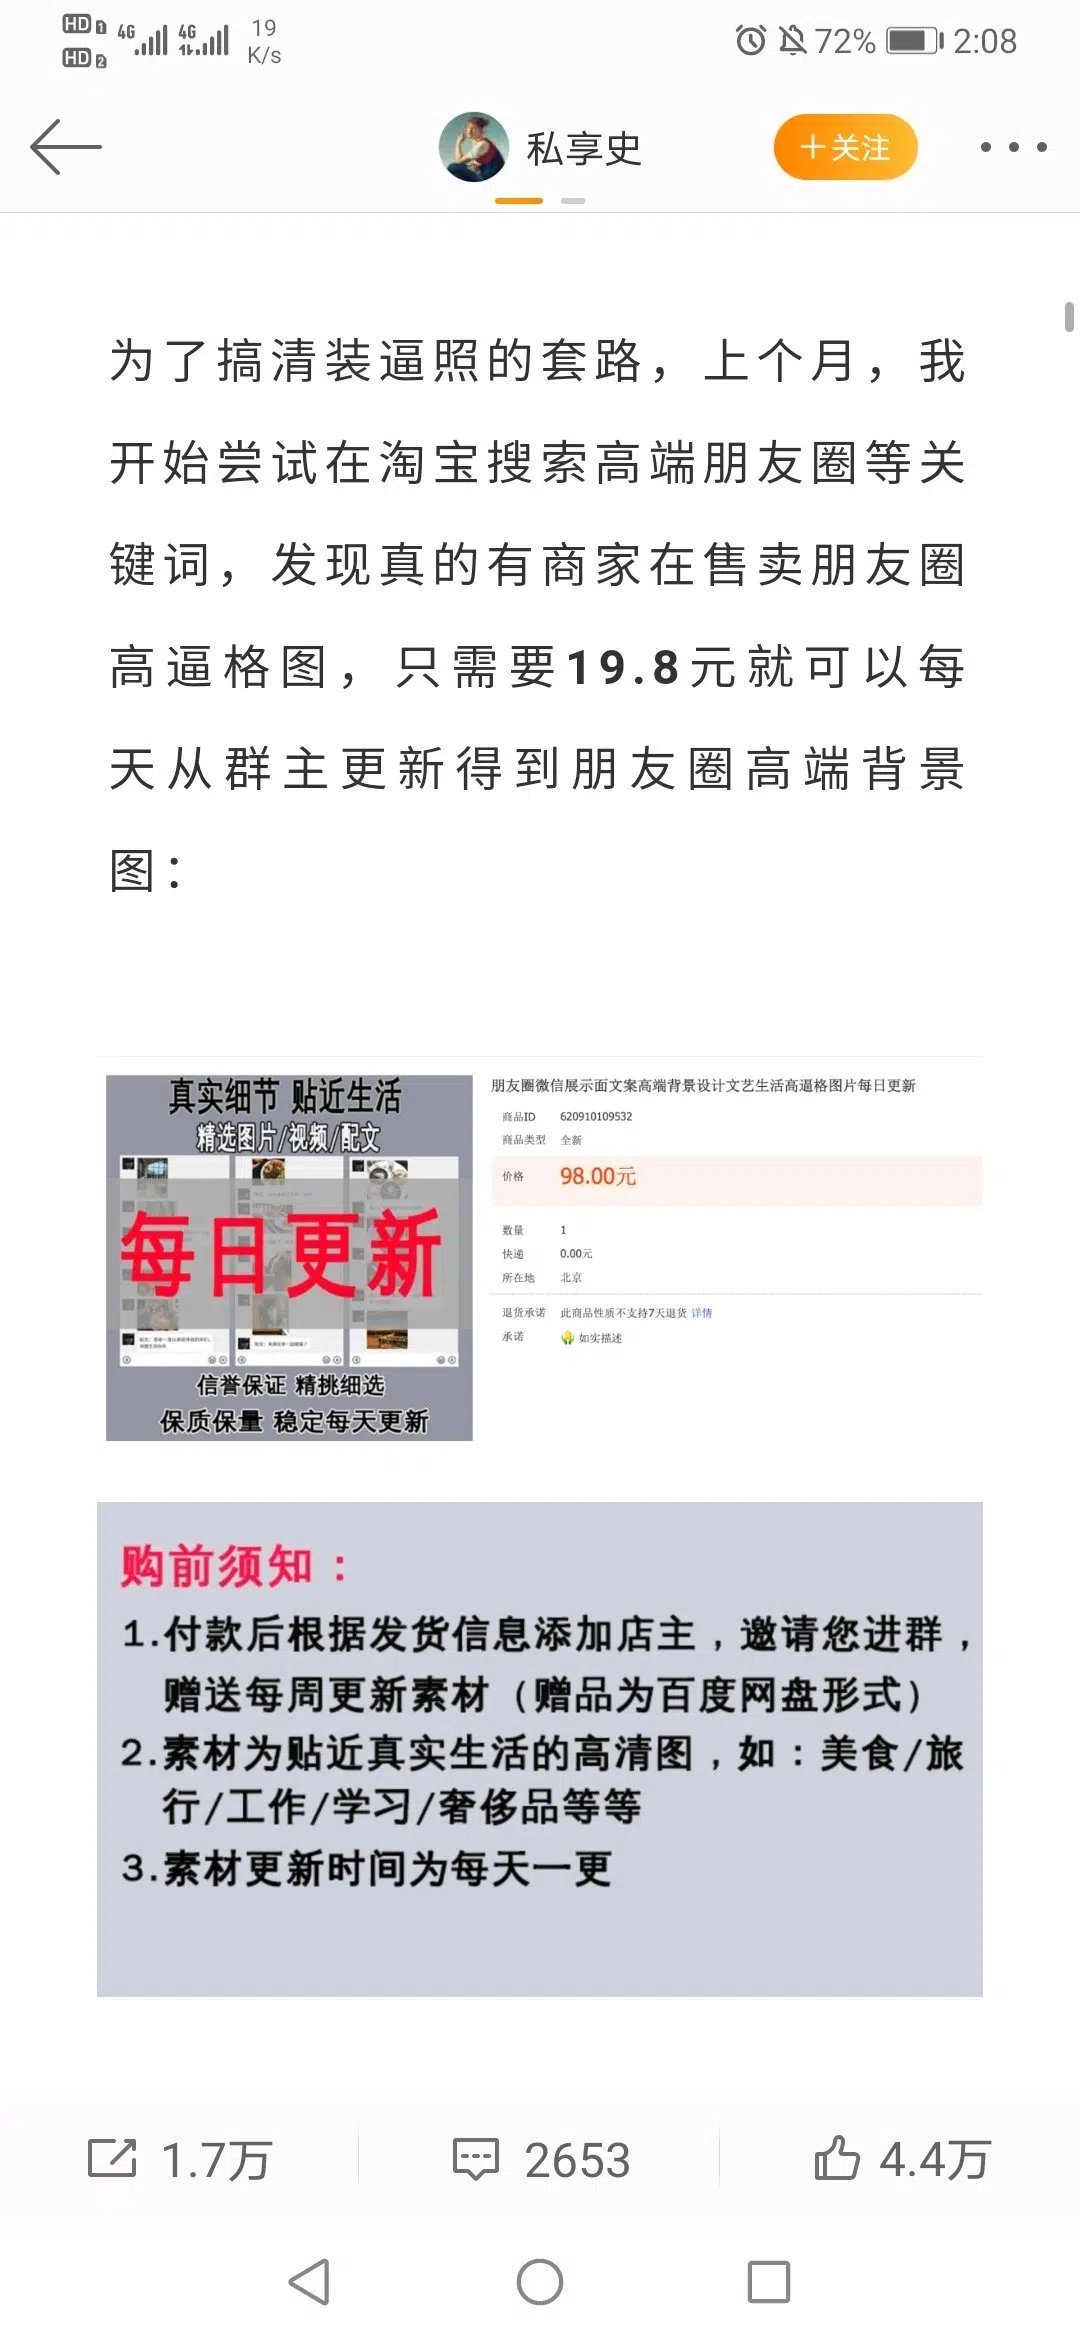 HD 1 4G 4G 19
HD 2 K/s
72% 2:08
私享史
+关注
为了搞清装逼照的套路，上个月，我
开始尝试在淘宝搜索高端朋友圈等关
键词，发现真的有商家在售卖朋友圈
高逼格图，只需要19.8元就可以每
天从群主更新得到朋友圈高端背景
图：
真实细节 贴近生活
精选图片/视频/配文
每日更新
信誉保证 精挑细选
保质保量 稳定每天更新
朋友圈微信展示面文案高端背景设计文艺生活高逼格图片每日更新
商品ID 620910109532
商品类型 全新
价格 98.00元
数量 1
快递 0.00元
所在地 北京
退货承诺 此商品性质不支持7天退货 详情
承诺 如实描述
购前须知：
1.付款后根据发货信息添加店主，邀请您进群，
赠送每周更新素材（赠品为百度网盘形式）
2.素材为贴近真实生活的高清图，如：美食/旅
行/工作/学习/奢侈品等等
3.素材更新时间为每天一更
1.7万
2653
4.4万